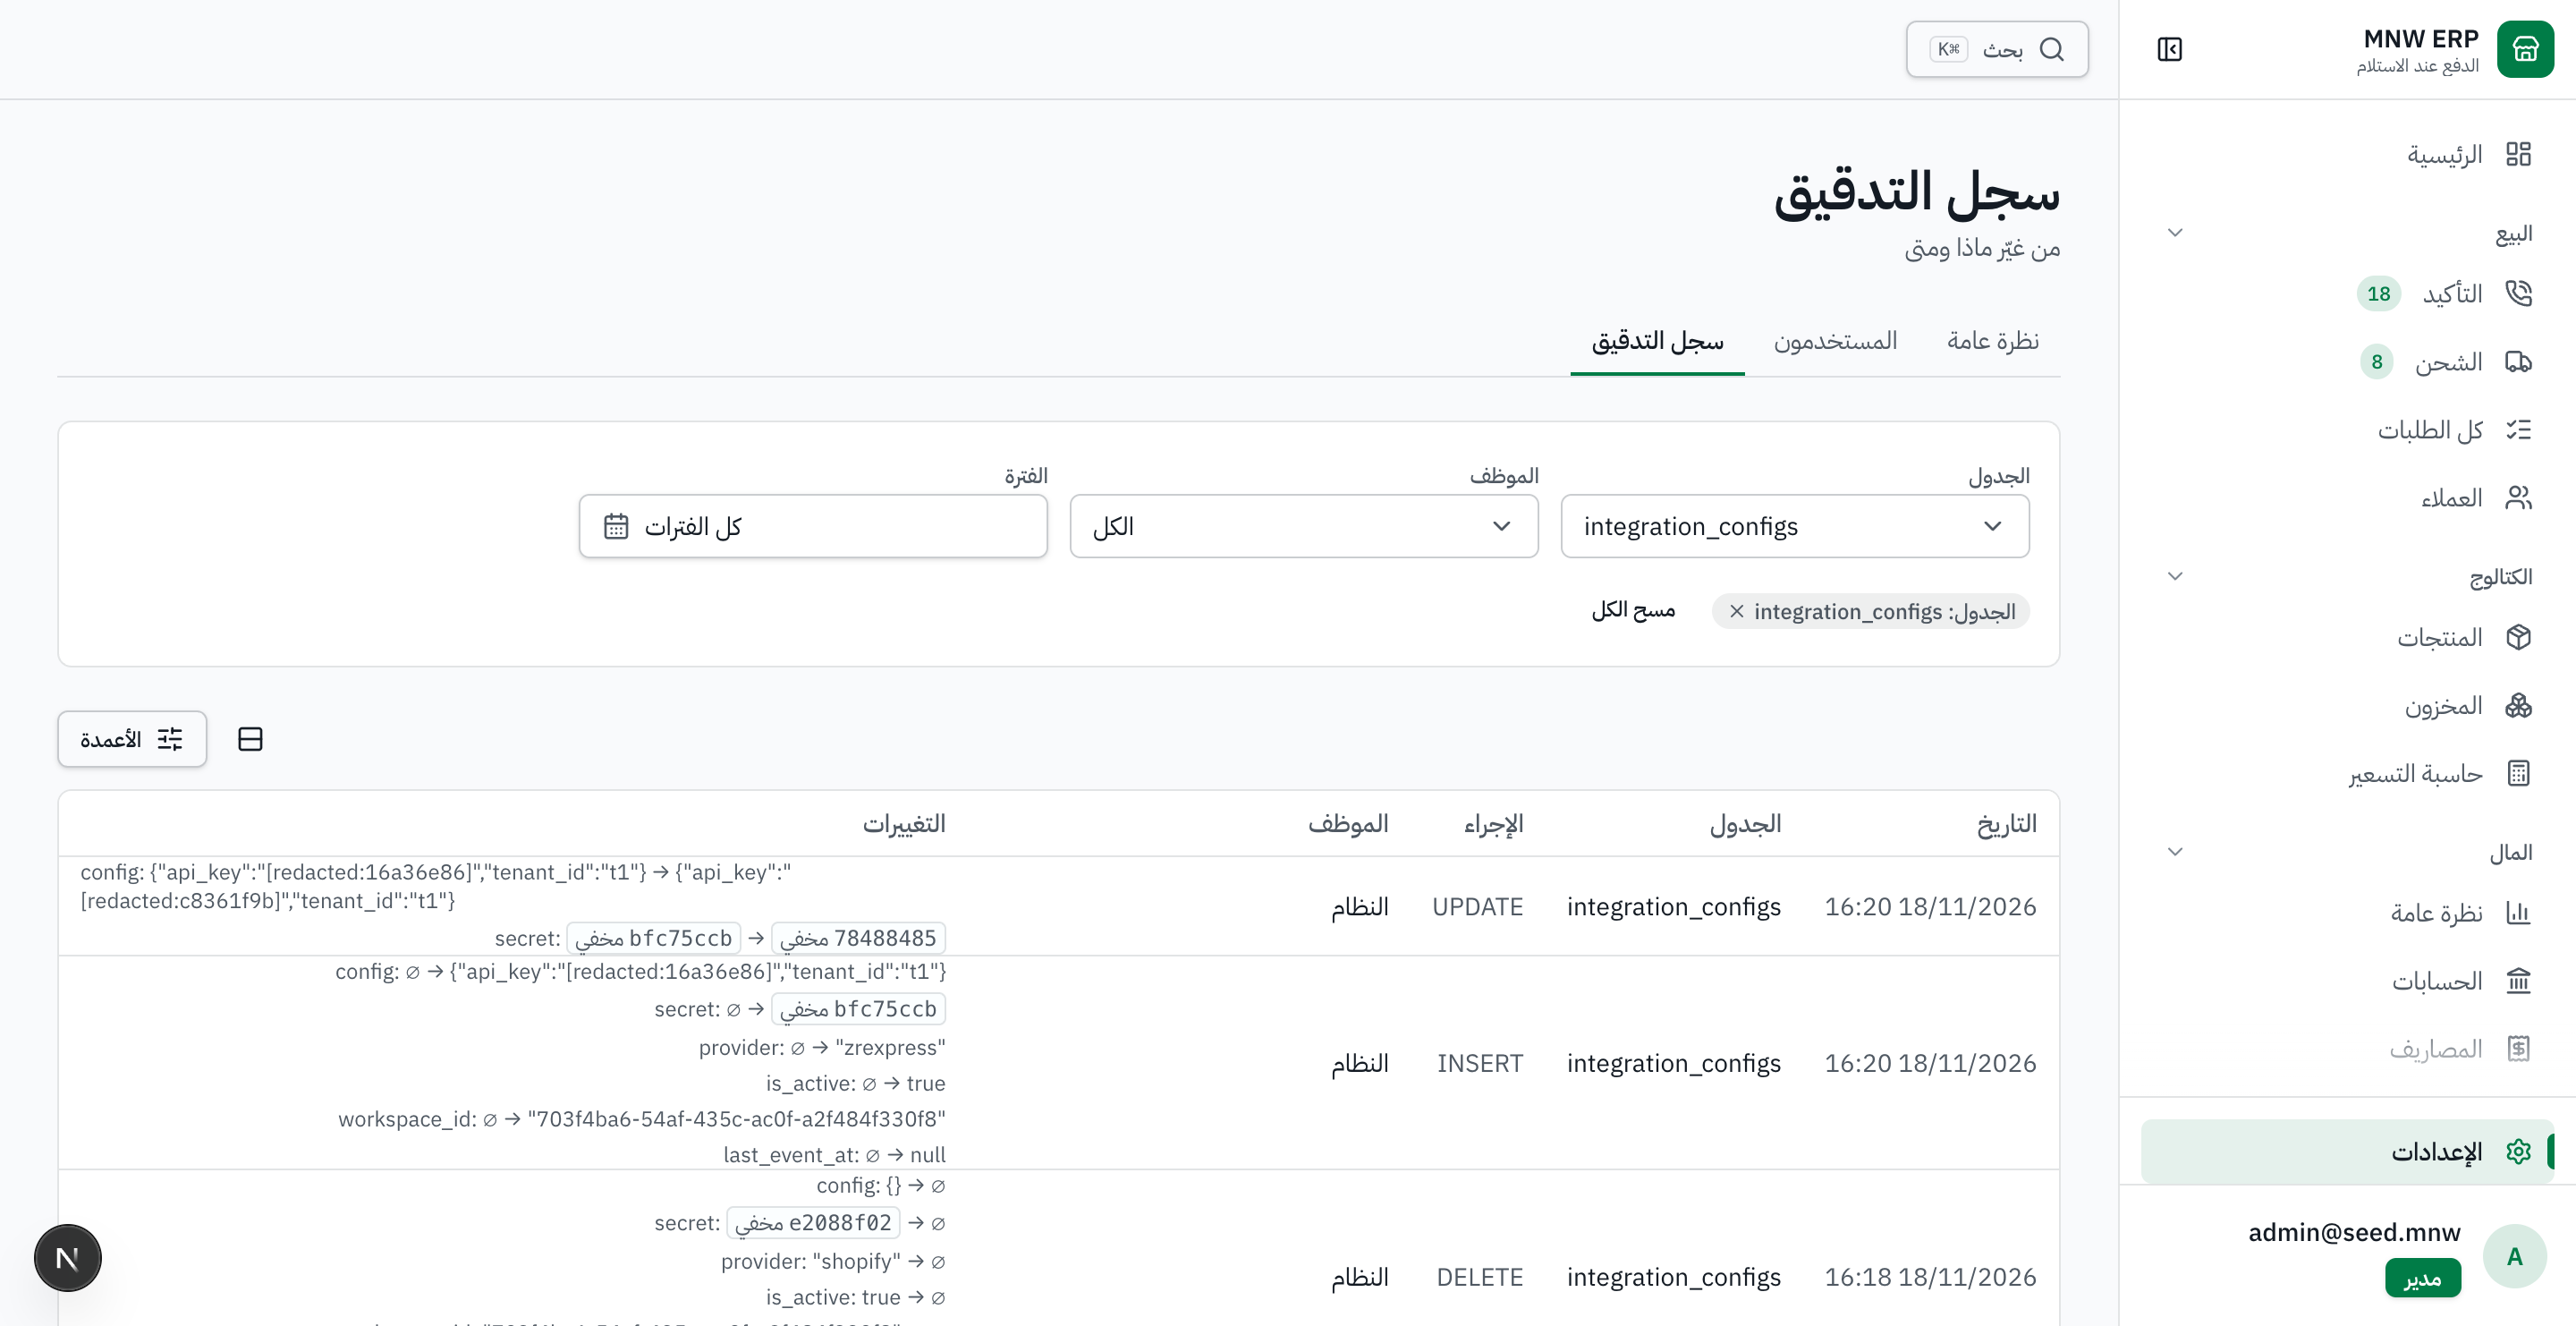 MNW ERP
الدفع عند الاستلام
بحث ⌘K
الرئيسية
البيع
التأكيد 18
الشحن 8
كل الطلبات
العملاء
الكتالوج
المنتجات
المخزون
حاسبة التسعير
المال
نظرة عامة
الحسابات
المصاريف
الإعدادات
admin@seed.mnw
مدير
A
سجل التدقيق
من غيّر ماذا ومتى
نظرة عامة المستخدمون سجل التدقيق
الجدول الموظف الفترة
integration_configs الكل كل الفترات
الجدول: integration_configs × مسح الكل
الأعمدة
التاريخ الجدول الإجراء الموظف التغييرات
16:20 18/11/2026 integration_configs UPDATE النظام
config: {"api_key":"[redacted:16a36e86]","tenant_id":"t1"} → {"api_key":"
[redacted:c8361f9b]","tenant_id":"t1"}
secret: مخفي bfc75ccb → مخفي 78488485
16:20 18/11/2026 integration_configs INSERT النظام
config: ∅ → {"api_key":"[redacted:16a36e86]","tenant_id":"t1"}
secret: ∅ → مخفي bfc75ccb
provider: ∅ → "zrexpress"
is_active: ∅ → true
workspace_id: ∅ → "703f4ba6-54af-435c-ac0f-a2f484f330f8"
last_event_at: ∅ → null
16:18 18/11/2026 integration_configs DELETE النظام
config: {} → ∅
secret: مخفي e2088f02 → ∅
provider: "shopify" → ∅
is_active: true → ∅
N